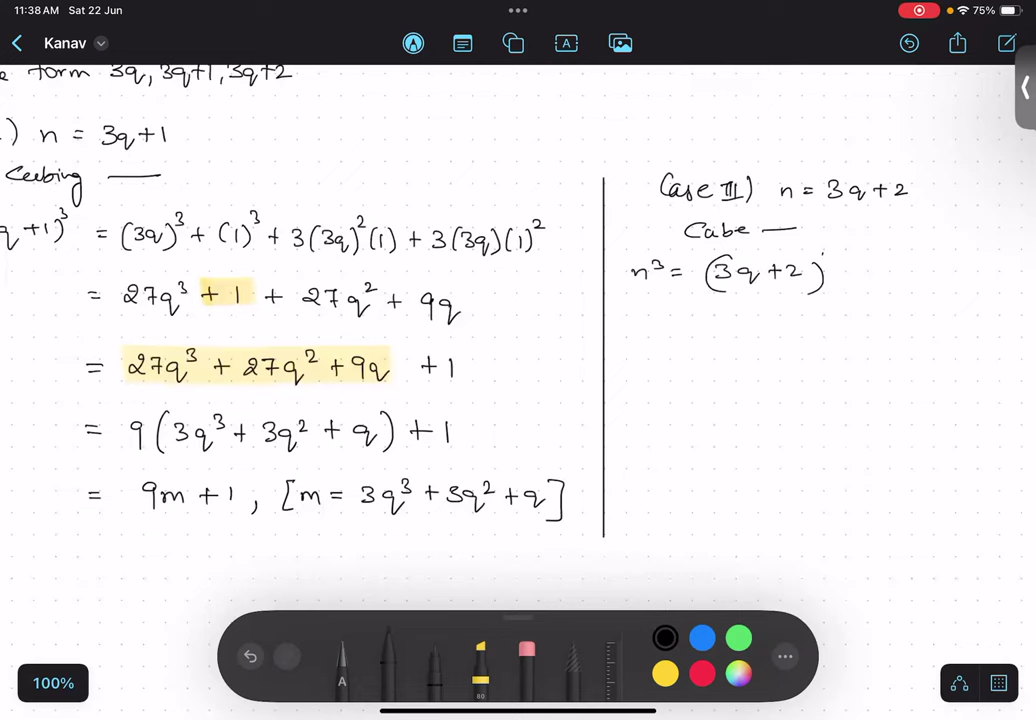 11:38 AM Sat 22 Jun
75%
Kanav
form 3q, 3q+1, 3q+2
) n = 3q+1
Cubing
q+1)³ = (3q)³ + (1)³ + 3(3q)²(1) + 3(3q)(1)²
= 27q³ + 1 + 27q² + 9q
= 27q³ + 27q² + 9q + 1
= 9(3q³ + 3q² + q) + 1
= 9m + 1, [m = 3q³ + 3q² + q]
Case III) n = 3q + 2
Cube —
n³ = (3q + 2)
A
80
100%